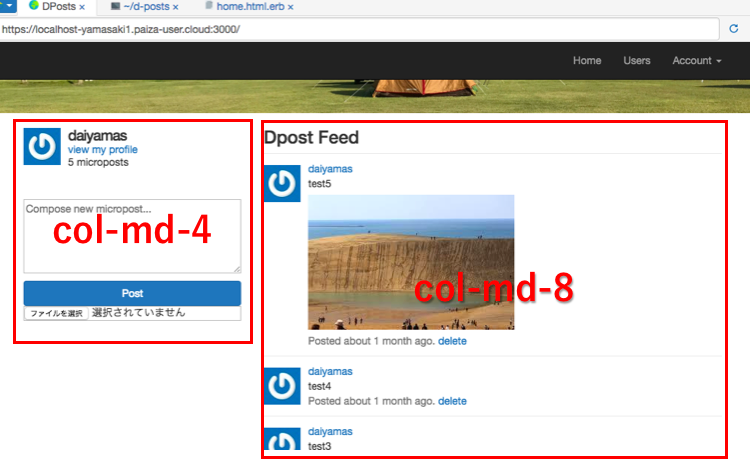 DPosts ×
~/d-posts ×
home.html.erb ×
https://localhost-yamasaki1.paiza-user.cloud:3000/
Home Users Account
daiyamas
view my profile
5 microposts
Compose new micropost...
col-md-4
Post
ファイルを選択 選択されていません
Dpost Feed
daiyamas
test5
col-md-8
Posted about 1 month ago. delete
daiyamas
test4
Posted about 1 month ago. delete
daiyamas
test3